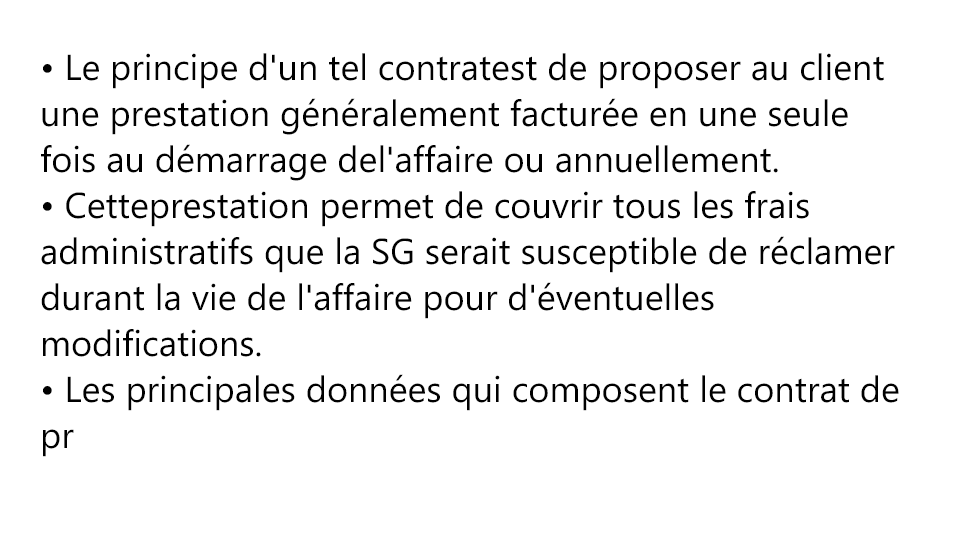 • Le principe d'un tel contratest de proposer au client
une prestation généralement facturée en une seule
fois au démarrage del'affaire ou annuellement.
• Cetteprestation permet de couvrir tous les frais
administratifs que la SG serait susceptible de réclamer
durant la vie de l'affaire pour d'éventuelles
modifications.
• Les principales données qui composent le contrat de
pr